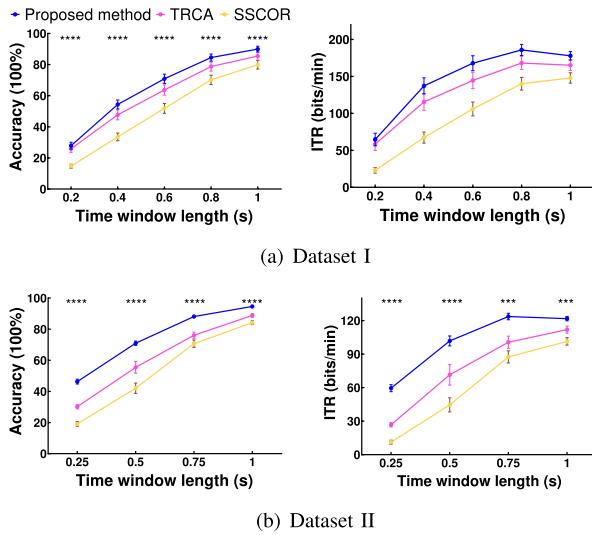 Proposed method TRCA SSCOR
100
80
60
40
20
0
Accuracy (100%)
**** **** **** **** ****
0.2 0.4 0.6 0.8 1
Time window length (s)
200
150
100
50
0
ITR (bits/min)
0.2 0.4 0.6 0.8 1
Time window length (s)
(a) Dataset I
100
80
60
40
20
0
Accuracy (100%)
**** **** **** ****
0.25 0.5 0.75 1
Time window length (s)
120
90
60
30
0
ITR (bits/min)
**** **** *** ***
0.25 0.5 0.75 1
Time window length (s)
(b) Dataset II